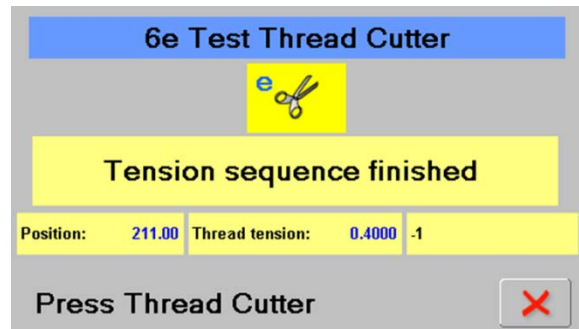 6e Test Thread Cutter
e
Tension sequence finished
Position: 211.00 Thread tension: 0.4000 -1
Press Thread Cutter